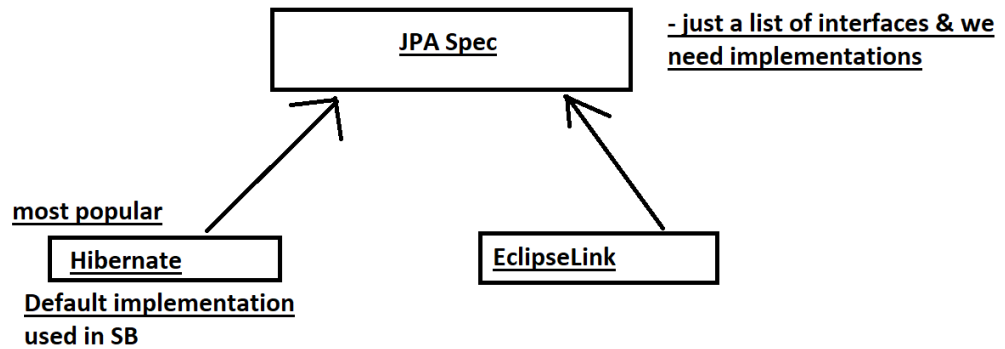 JPA Spec
- just a list of interfaces & we
need implementations
most popular
Hibernate
Default implementation
used in SB
EclipseLink